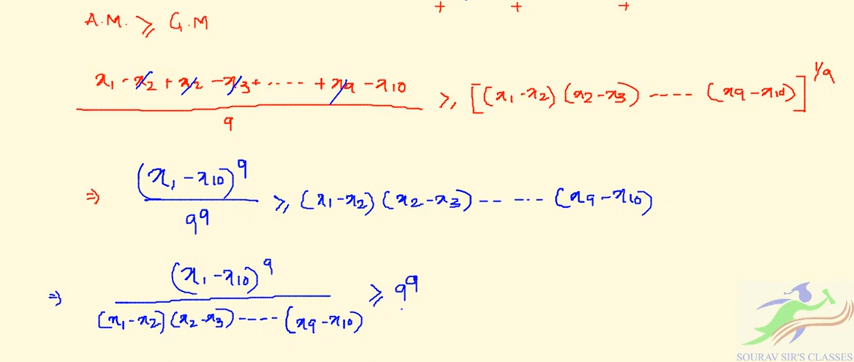 + + +
A.M. ≥ G.M
x1 - x2 + x2 - x3 + ---- + x9 - x10 / 9 ≥ [(x1 - x2) (x2 - x3) ---- (x9 - x10)]^1/9
⇒ (x1 - x10)^9 / 9^9 ≥ (x1 - x2) (x2 - x3) ---- (x9 - x10)
⇒ (x1 - x10)^9 / (x1 - x2) (x2 - x3) ---- (x9 - x10) ≥ 9^9
SOURAV SIR'S CLASSES